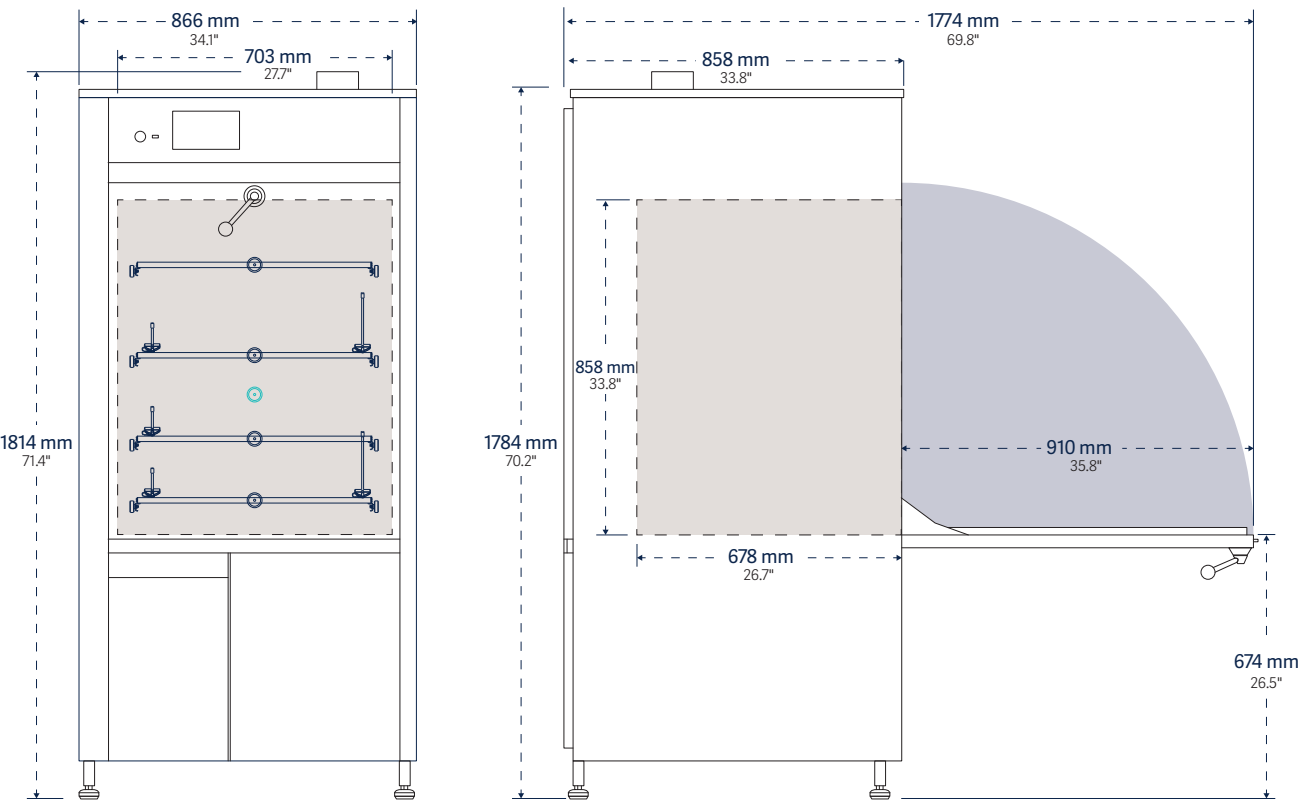 866 mm
34.1"
703 mm
27.7"
1814 mm
71.4"
1774 mm
69.8"
858 mm
33.8"
858 mm
33.8"
1784 mm
70.2"
910 mm
35.8"
678 mm
26.7"
674 mm
26.5"